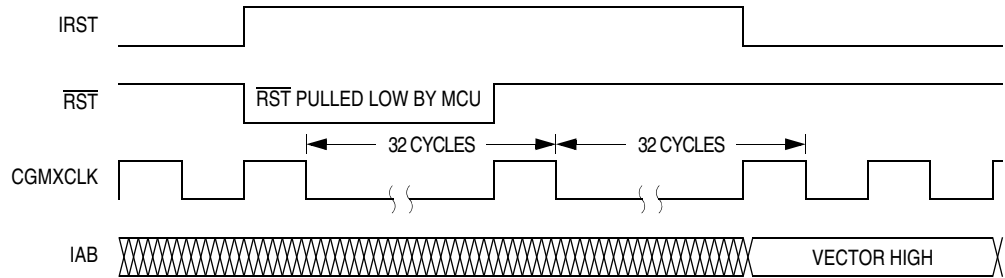 IRST
RST
RST PULLED LOW BY MCU
32 CYCLES
32 CYCLES
CGMXCLK
IAB
VECTOR HIGH